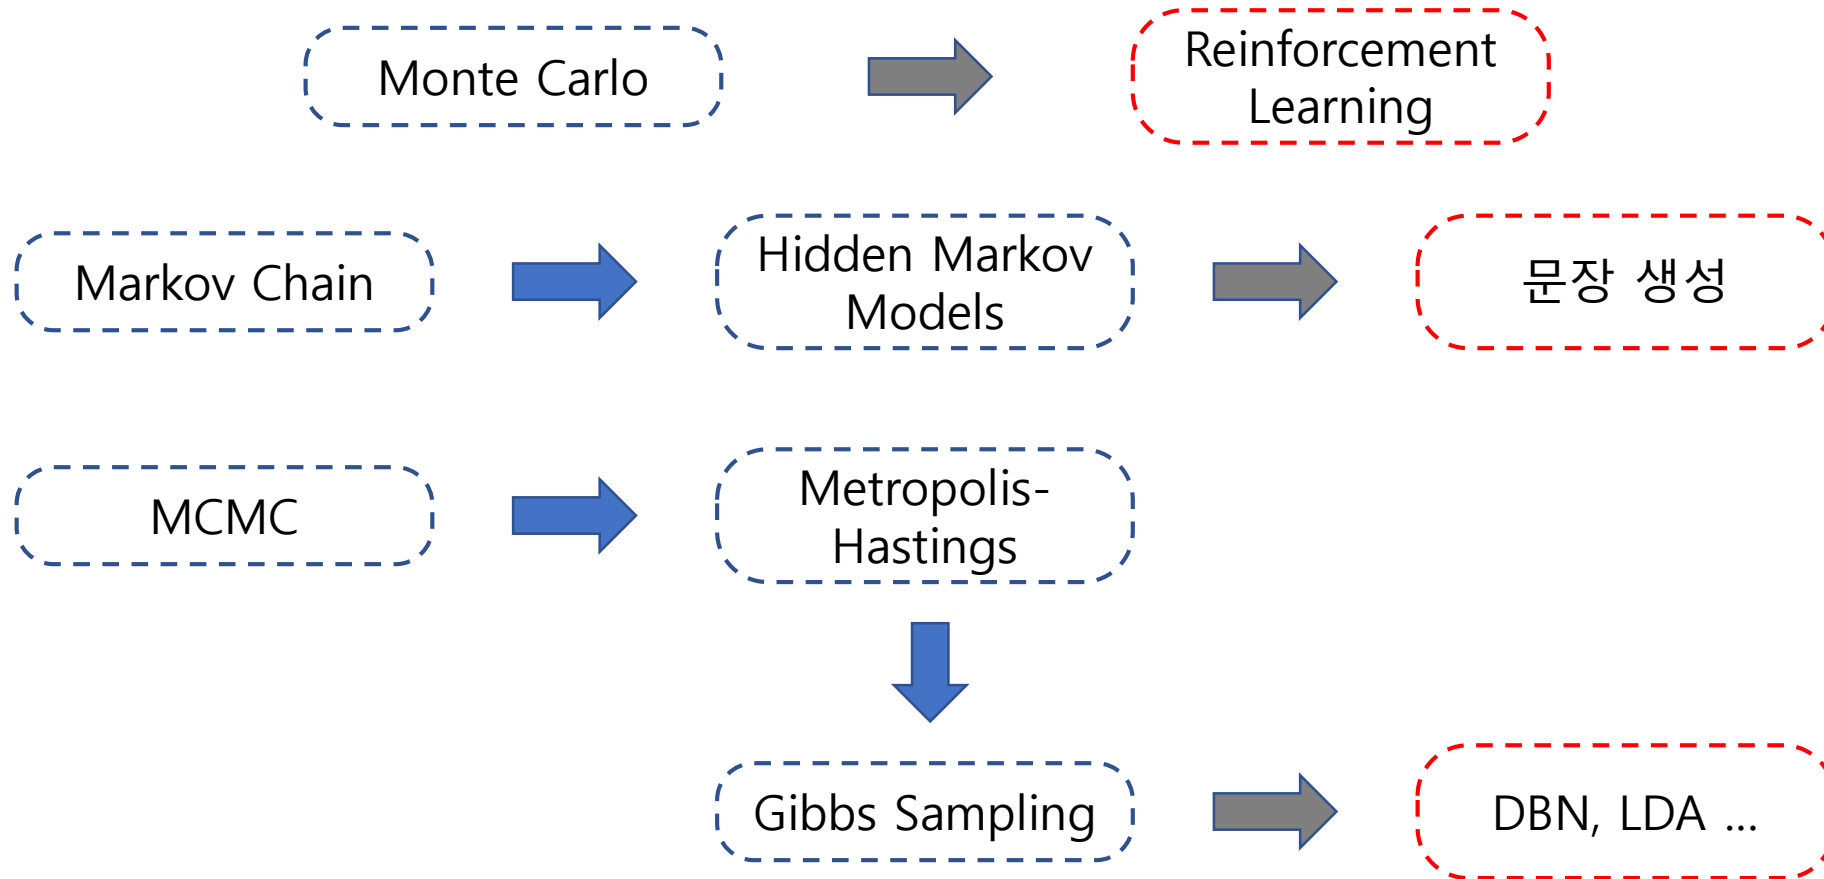 Monte Carlo
Reinforcement
Learning
Markov Chain
Hidden Markov
Models
문장 생성
MCMC
Metropolis-
Hastings
Gibbs Sampling
DBN, LDA ...